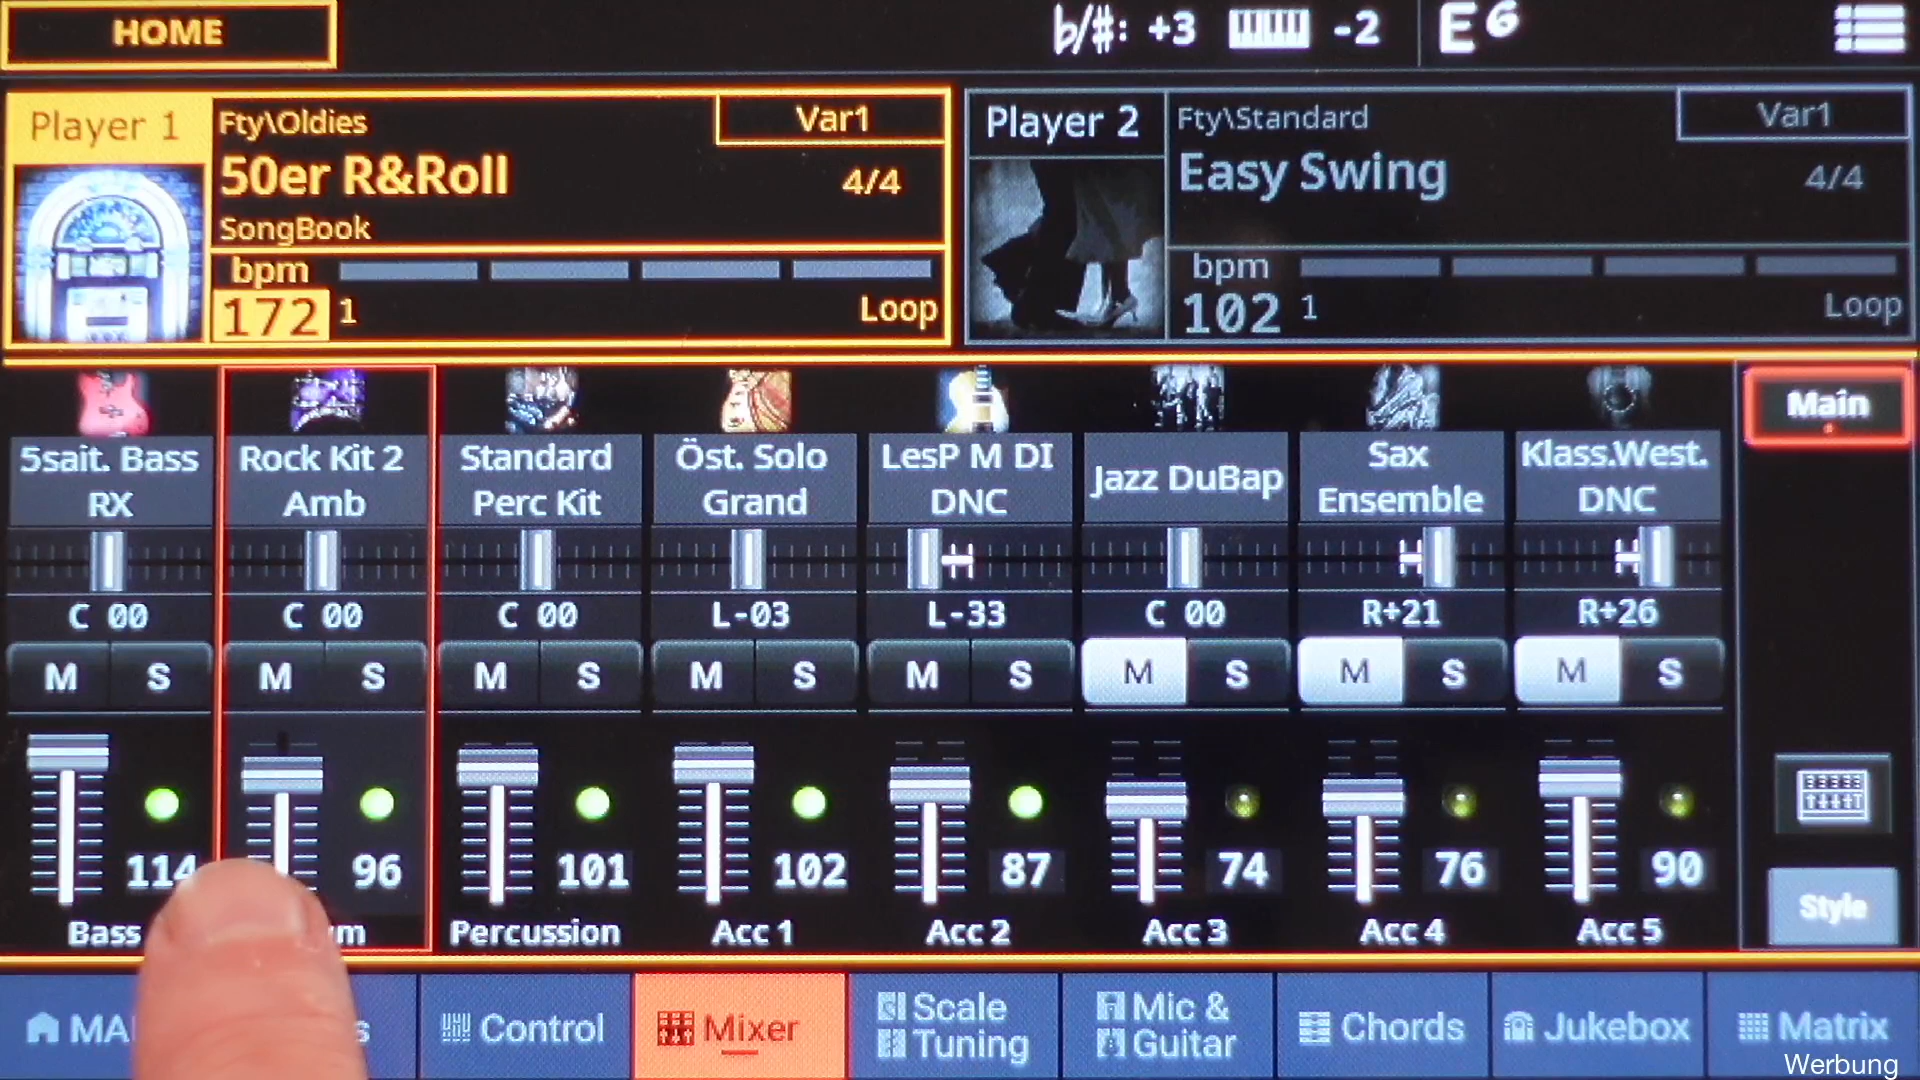 HOME
b/#: +3 -2 E6
Player 1
Fty\Oldies
Var1
50er R&Roll
4/4
SongBook
bpm
172 1
Loop
Player 2
Fty\Standard
Var1
Easy Swing
4/4
bpm
102 1
Loop
5sait. Bass
RX
Rock Kit 2
Amb
Standard
Perc Kit
Öst. Solo
Grand
LesP M DI
DNC
Jazz DuBap
Sax
Ensemble
Klass.West.
DNC
Main
C 00 C 00 C 00 L-03 L-33 C 00 R+21 R+26
M S M S M S M S M S M S M S M S
114 96 101 102 87 74 76 90
Bass Percussion Acc 1 Acc 2 Acc 3 Acc 4 Acc 5
Style
Control
Mixer
Scale
Tuning
Mic &
Guitar
Chords
Jukebox
Matrix
Werbung